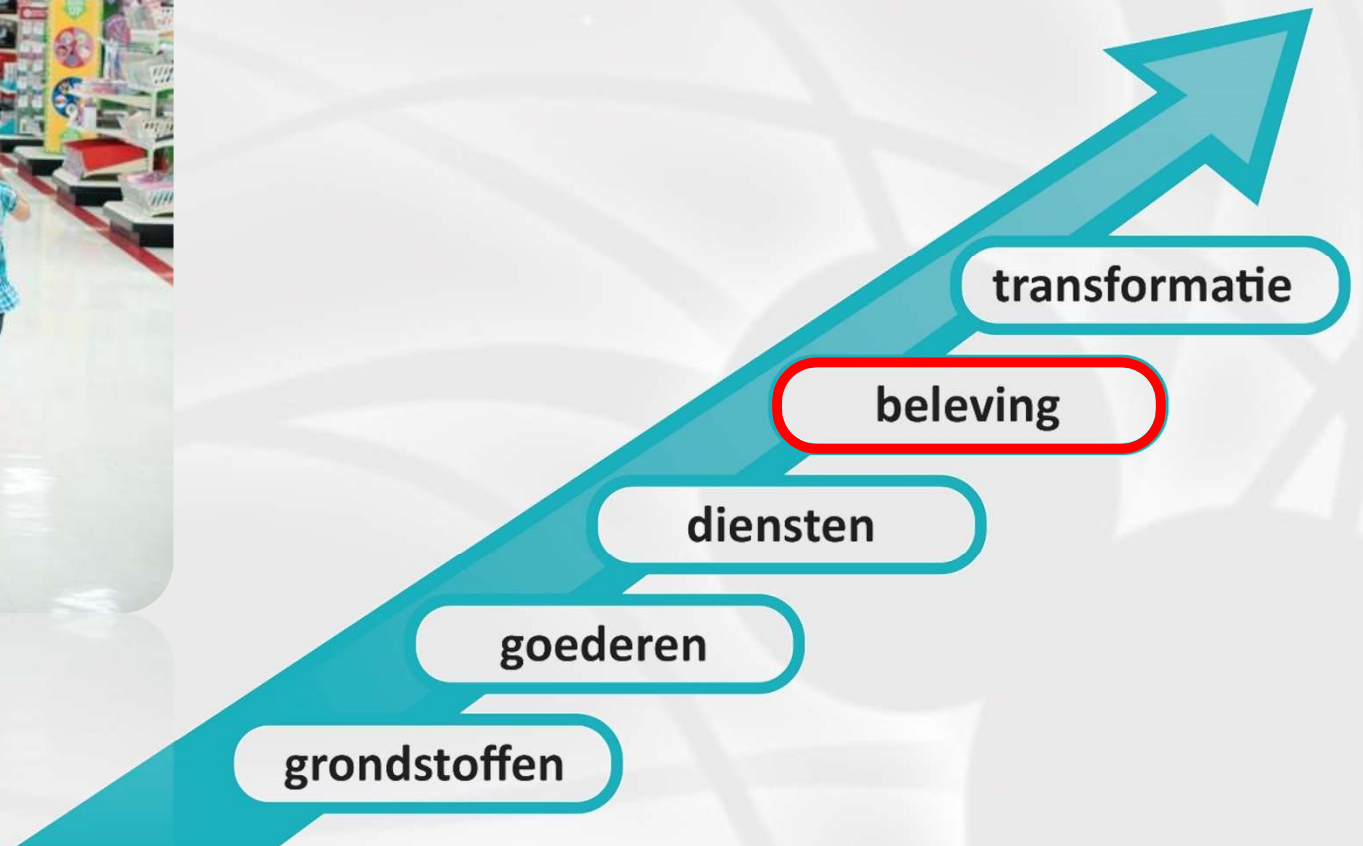 transformatie
beleving
diensten
goederen
grondstoffen